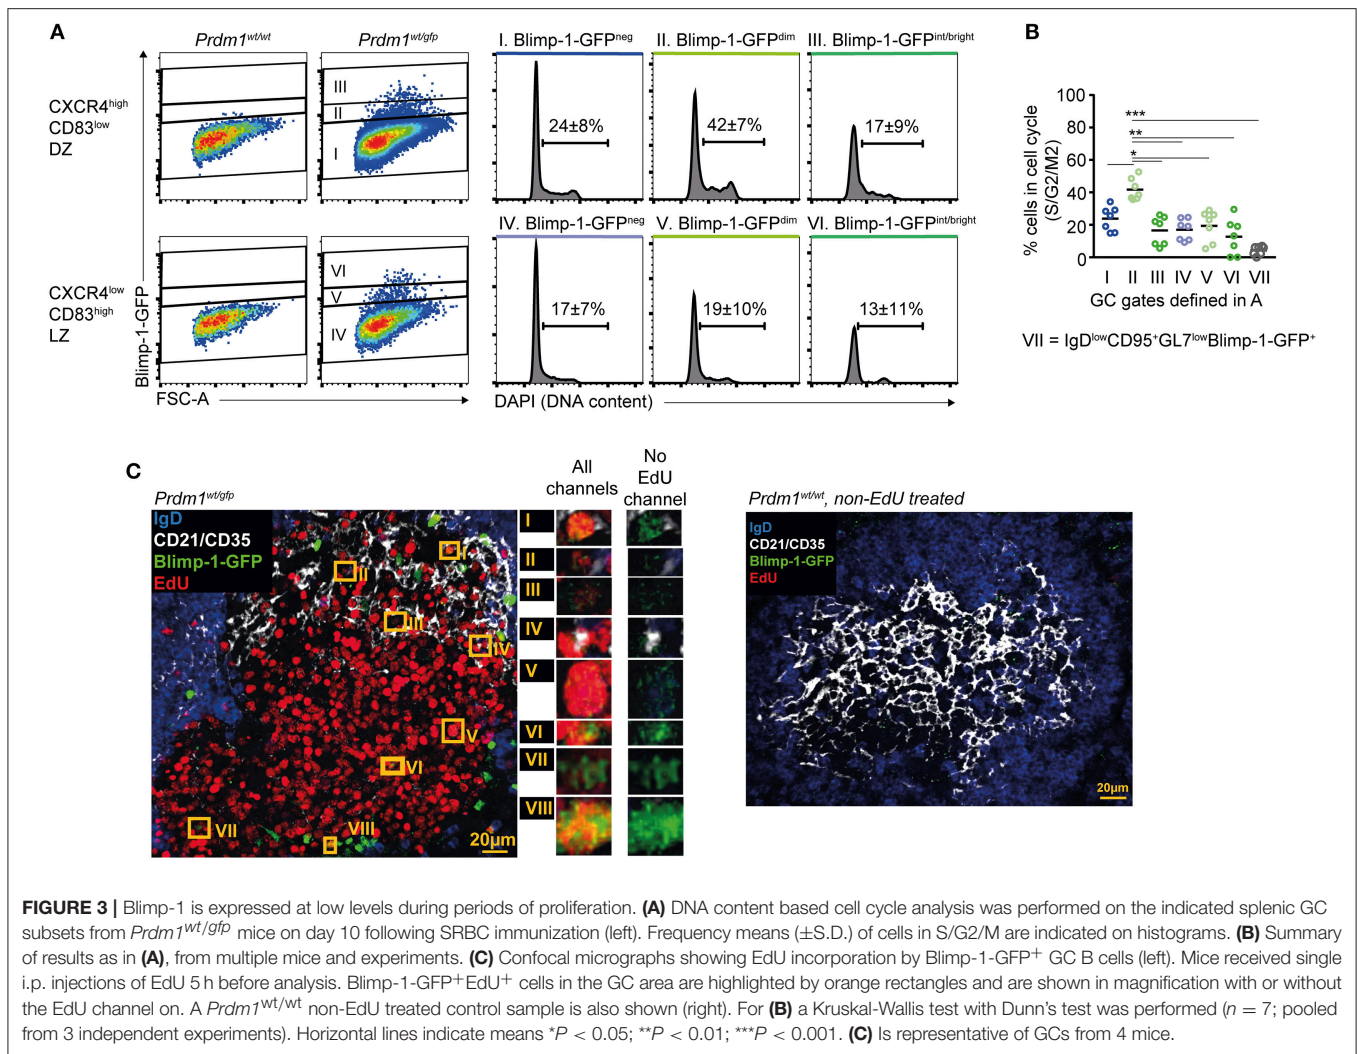 A
Prdm1wt/wt
Prdm1wt/gfp
I. Blimp-1-GFPneg
II. Blimp-1-GFPdim
III. Blimp-1-GFPint/bright
CXCR4high
CD83low
DZ
III
II
I
24±8%
42±7%
17±9%
IV. Blimp-1-GFPneg
V. Blimp-1-GFPdim
VI. Blimp-1-GFPint/bright
CXCR4low
CD83high
LZ
VI
V
IV
17±7%
19±10%
13±11%
Blimp-1-GFP
FSC-A
DAPI (DNA content)
B
% cells in cell cycle
(S/G2/M2)
100
80
60
40
20
0
***
**
*
I II III IV V VI VII
GC gates defined in A
VII = IgDlowCD95+GL7lowBlimp-1-GFP+
C
Prdm1wt/gfp
IgD
CD21/CD35
Blimp-1-GFP
EdU
I
II
III
IV
V
VI
VII
VIII
20μm
All
channels
No
EdU
channel
I
II
III
IV
V
VI
VII
VIII
Prdm1wt/wt, non-EdU treated
IgD
CD21/CD35
Blimp-1-GFP
EdU
20μm
FIGURE 3 | Blimp-1 is expressed at low levels during periods of proliferation. (A) DNA content based cell cycle analysis was performed on the indicated splenic GC
subsets from Prdm1wt/gfp mice on day 10 following SRBC immunization (left). Frequency means (±S.D.) of cells in S/G2/M are indicated on histograms. (B) Summary
of results as in (A), from multiple mice and experiments. (C) Confocal micrographs showing EdU incorporation by Blimp-1-GFP+ GC B cells (left). Mice received single
i.p. injections of EdU 5 h before analysis. Blimp-1-GFP+EdU+ cells in the GC area are highlighted by orange rectangles and are shown in magnification with or without
the EdU channel on. A Prdm1wt/wt non-EdU treated control sample is also shown (right). For (B) a Kruskal-Wallis test with Dunn's test was performed (n = 7; pooled
from 3 independent experiments). Horizontal lines indicate means *P < 0.05; **P < 0.01; ***P < 0.001. (C) Is representative of GCs from 4 mice.